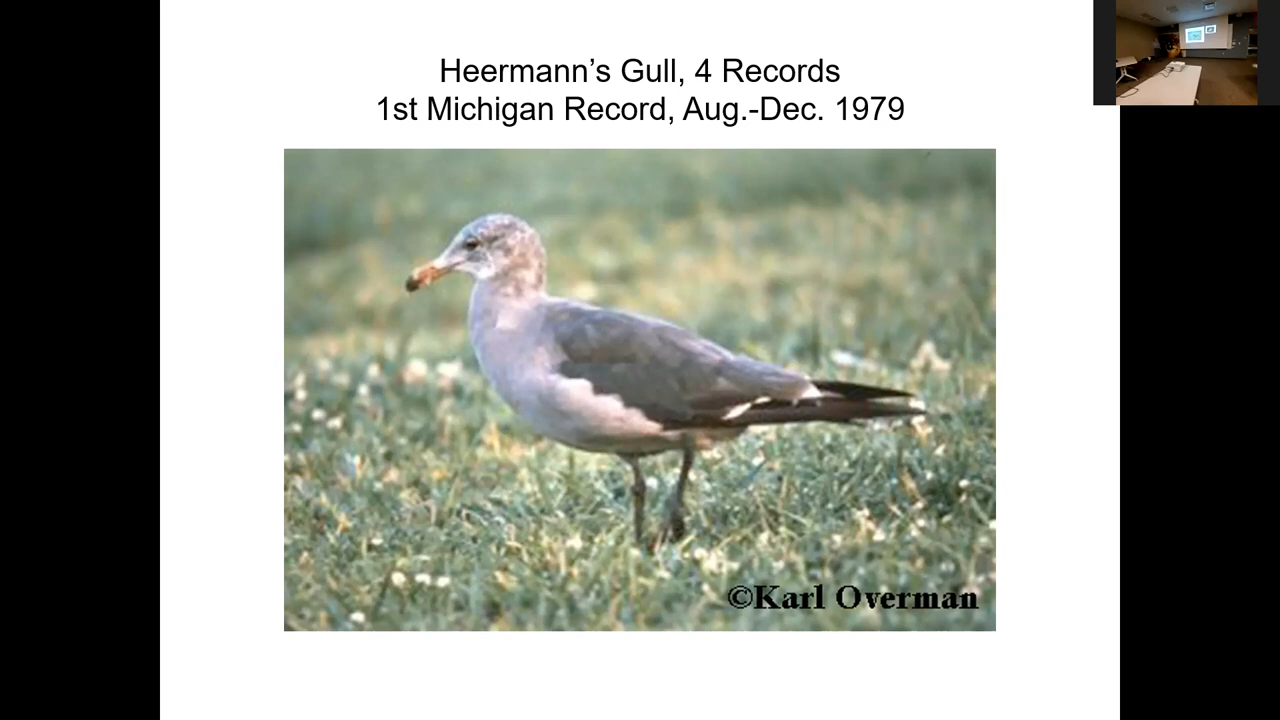 Heermann’s Gull, 4 Records
1st Michigan Record, Aug.-Dec. 1979
©Karl Overman